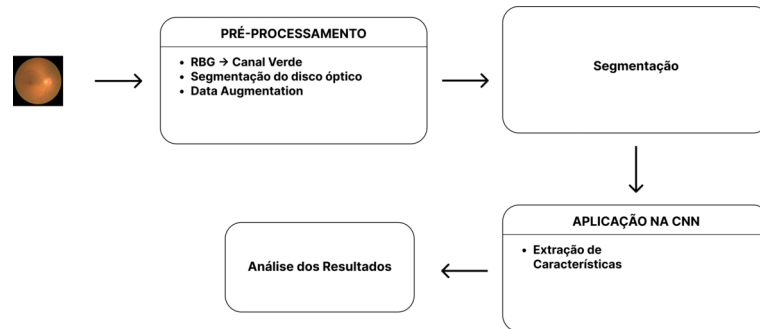 PRÉ-PROCESSAMENTO
• RBG → Canal Verde
• Segmentação do disco óptico
• Data Augmentation
Segmentação
APLICAÇÃO NA CNN
• Extração de
Características
Análise dos Resultados